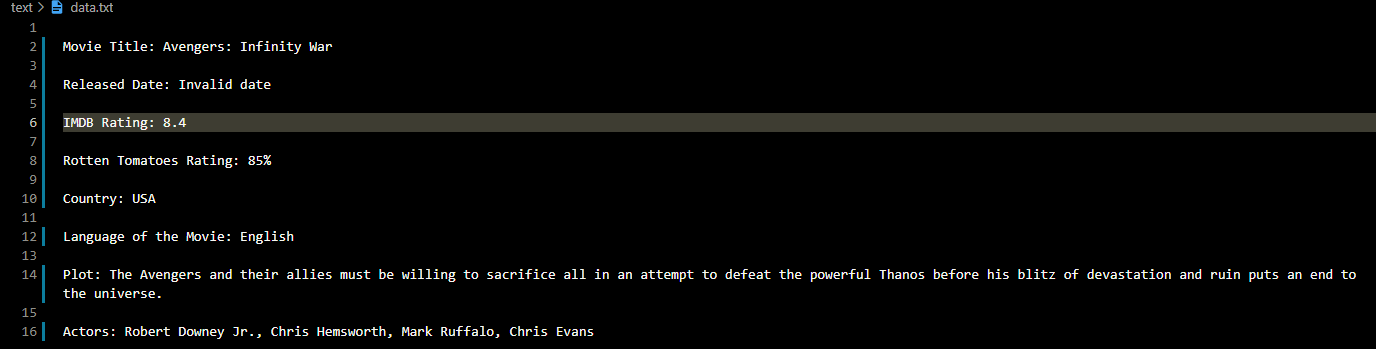 text > data.txt
1
2 Movie Title: Avengers: Infinity War
3
4 Released Date: Invalid date
5
6 IMDB Rating: 8.4
7
8 Rotten Tomatoes Rating: 85%
9
10 Country: USA
11
12 Language of the Movie: English
13
14 Plot: The Avengers and their allies must be willing to sacrifice all in an attempt to defeat the powerful Thanos before his blitz of devastation and ruin puts an end to
the universe.
15
16 Actors: Robert Downey Jr., Chris Hemsworth, Mark Ruffalo, Chris Evans